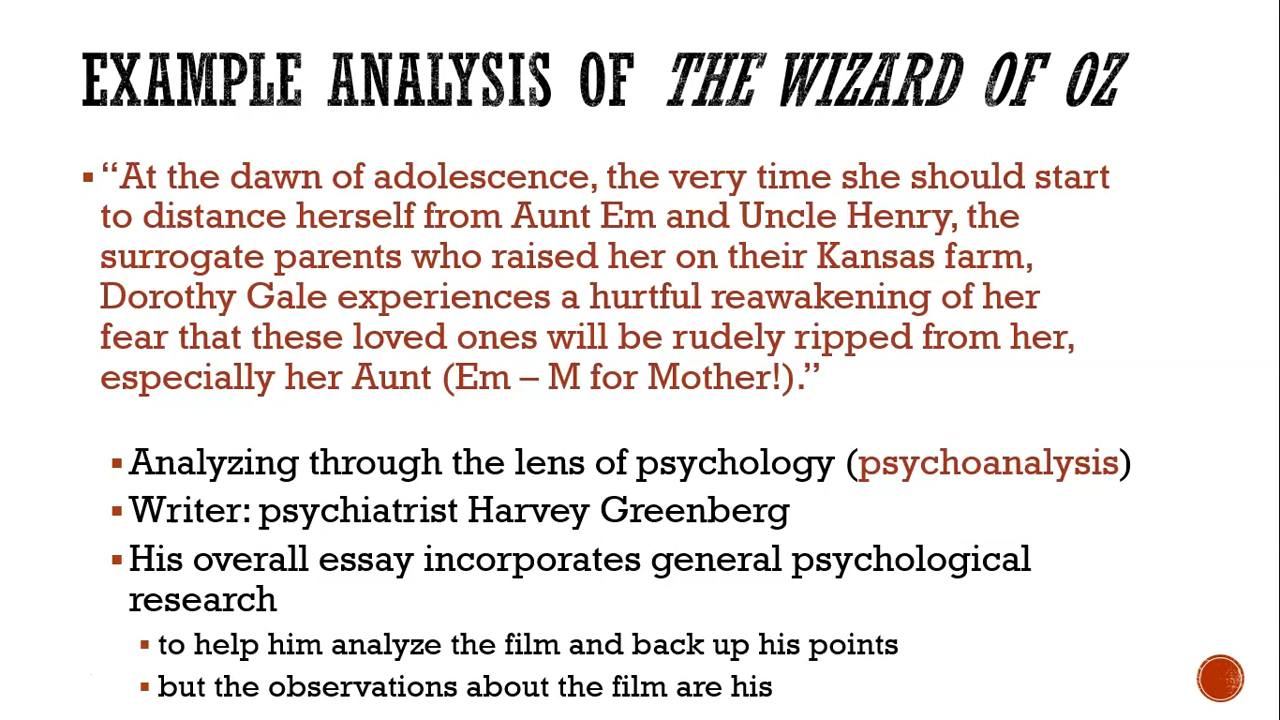 EXAMPLE ANALYSIS OF THE WIZARD OF OZ
▪ “At the dawn of adolescence, the very time she should start
to distance herself from Aunt Em and Uncle Henry, the
surrogate parents who raised her on their Kansas farm,
Dorothy Gale experiences a hurtful reawakening of her
fear that these loved ones will be rudely ripped from her,
especially her Aunt (Em – M for Mother!).”
▪ Analyzing through the lens of psychology (psychoanalysis)
▪ Writer: psychiatrist Harvey Greenberg
▪ His overall essay incorporates general psychological
research
▪ to help him analyze the film and back up his points
▪ but the observations about the film are his